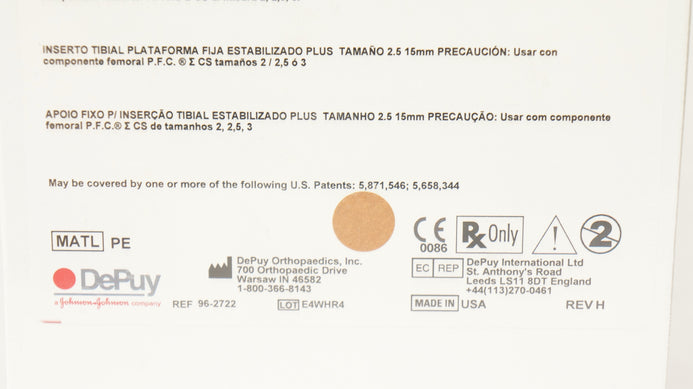 INSERTO TIBIAL PLATAFORMA FIJA ESTABILIZADO PLUS TAMAÑO 2.5 15mm PRECAUCIÓN: Usar con
componente femoral P.F.C. ® Σ CS tamaños 2 / 2,5 ó 3
APOIO FIXO P/ INSERÇÃO TIBIAL ESTABILIZADO PLUS TAMANHO 2.5 15mm PRECAUÇÃO: Usar com componente
femoral P.F.C.® Σ CS de tamanhos 2, 2,5, 3
May be covered by one or more of the following U.S. Patents: 5,871,546; 5,658,344
MATL PE
DePuy
a Johnson-Johnson company
DePuy Orthopaedics, Inc.
700 Orthopaedic Drive
Warsaw IN 46582
1-800-366-8143
REF 96-2722
LOT E4WHR4
CE
0086
Rx Only
2
EC REP
DePuy International Ltd
St. Anthony's Road
Leeds LS11 8DT England
+44(113)270-0461
MADE IN USA
REV H